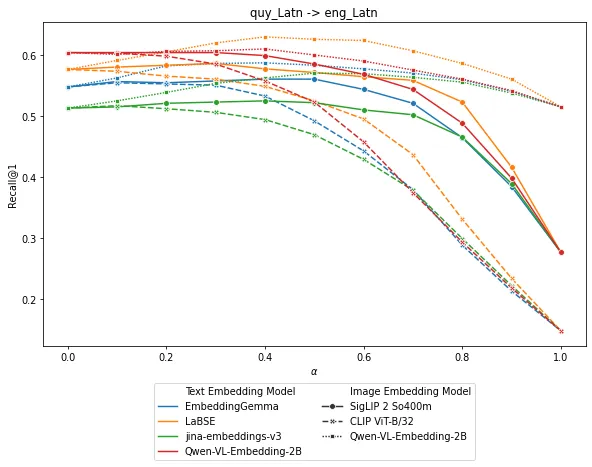 quy_Latn -> eng_Latn
Recall@1
0.6
0.5
0.4
0.3
0.2
0.0
0.2
0.4
0.6
0.8
1.0
α
Text Embedding Model
EmbeddingGemma
LaBSE
jina-embeddings-v3
Qwen-VL-Embedding-2B
Image Embedding Model
SigLIP 2 So400m
CLIP ViT-B/32
Qwen-VL-Embedding-2B